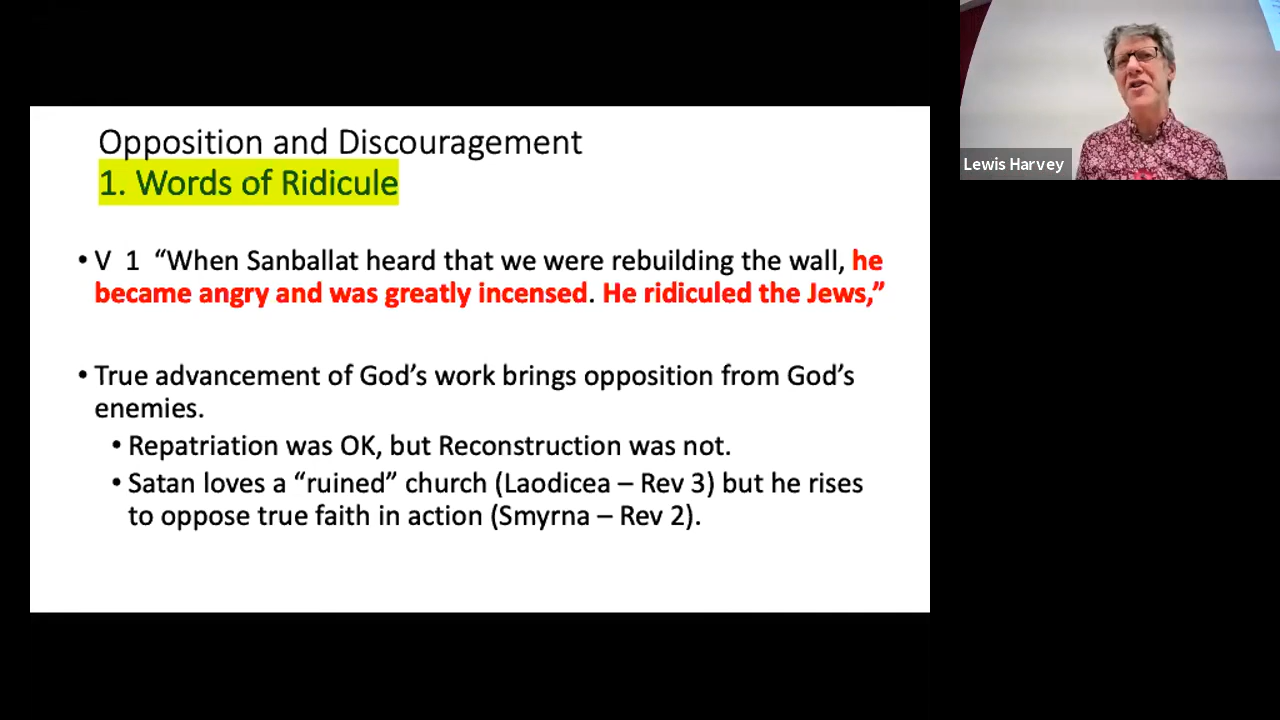 Opposition and Discouragement
1. Words of Ridicule
• V 1 “When Sanballat heard that we were rebuilding the wall, he
became angry and was greatly incensed. He ridiculed the Jews,”
• True advancement of God’s work brings opposition from God’s
enemies.
• Repatriation was OK, but Reconstruction was not.
• Satan loves a “ruined” church (Laodicea – Rev 3) but he rises
to oppose true faith in action (Smyrna – Rev 2).
Lewis Harvey